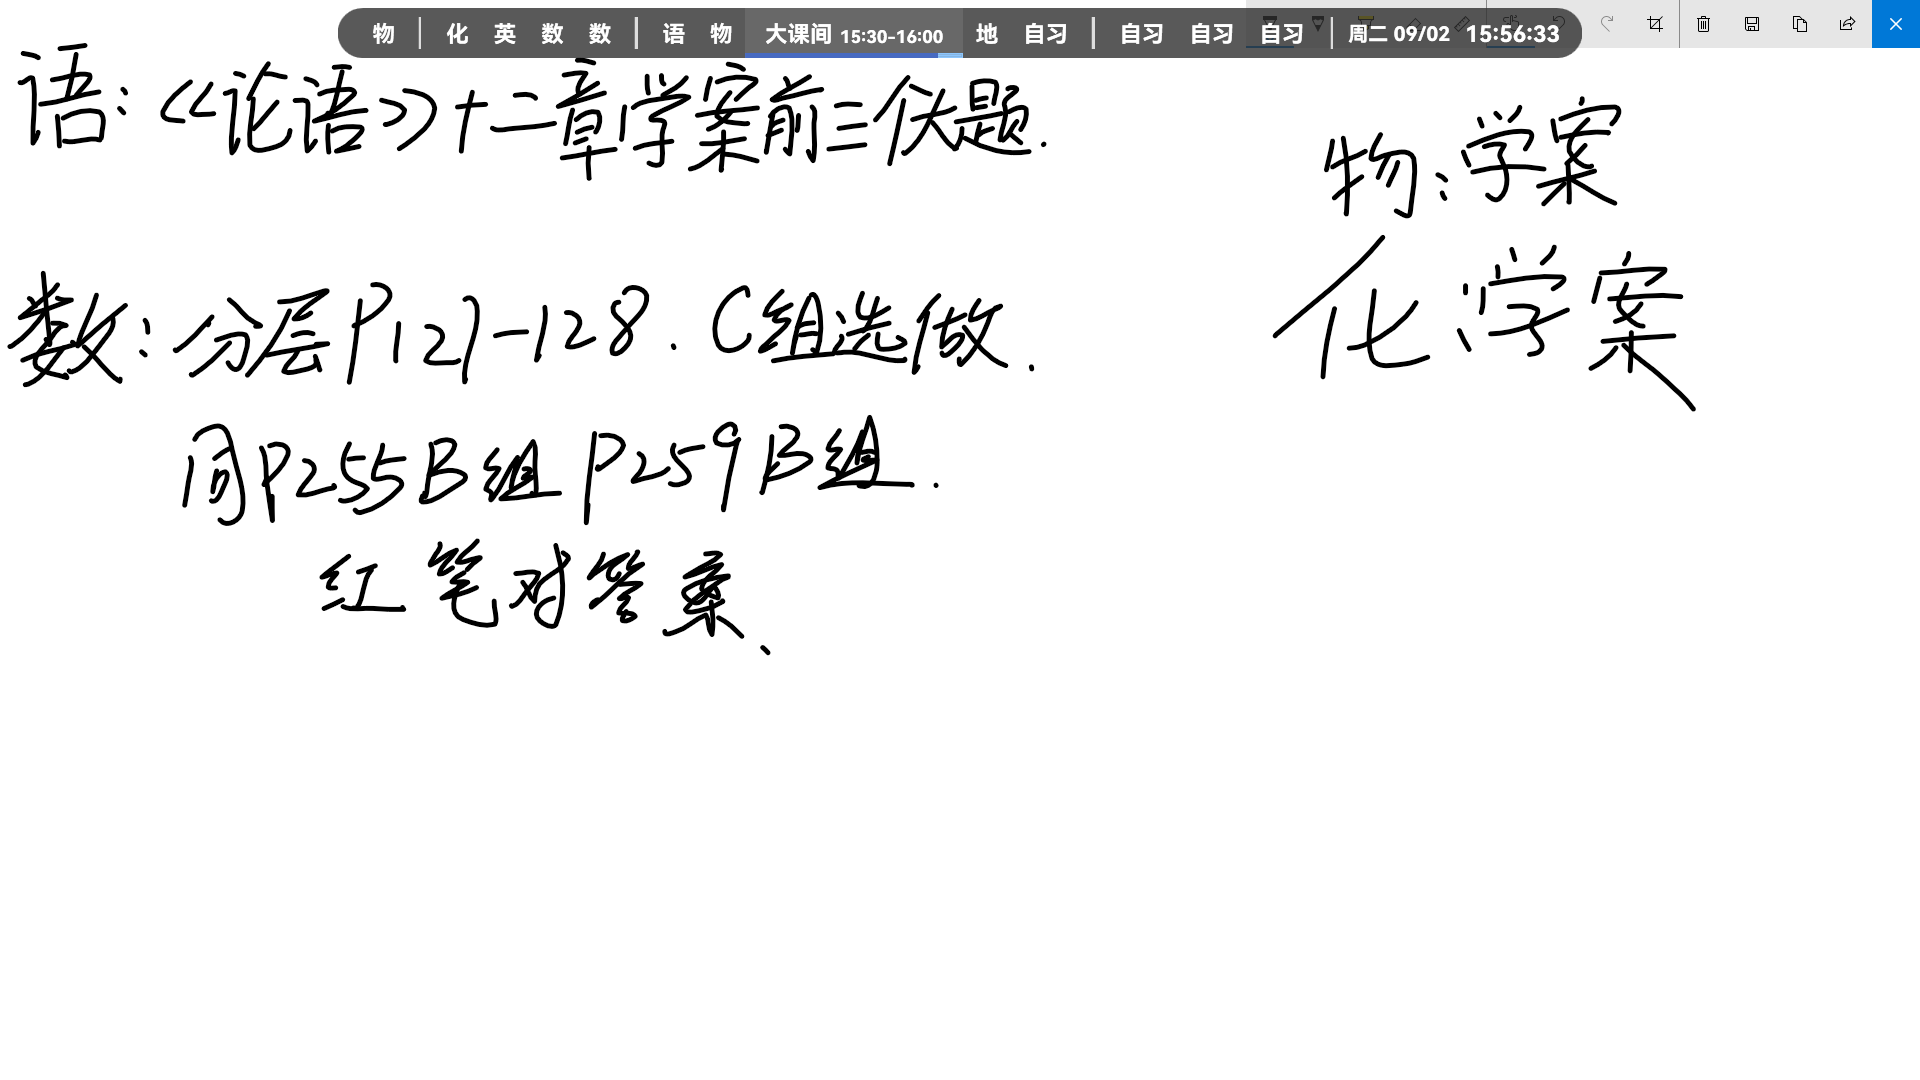 物 | 化 英 数 数 | 语 物 大课间 15:30-16:00 地 自习 | 自习 自习 自习 | 周二 09/02 15:56:33
语:《论语》十二章学案前三伏题.
物:学案
化:学案
数:分层P127-128. C组选做.
同P255B组 P259B组.
红笔对答案.